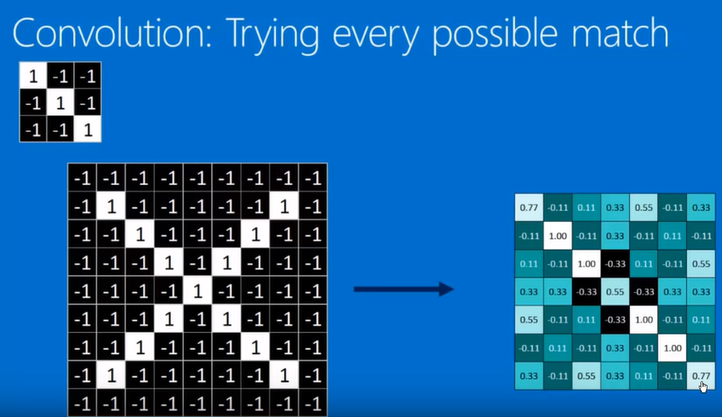 Convolution: Trying every possible match
1 -1 -1
-1 1 -1
-1 -1 1
-1 -1 -1 -1 -1 -1 -1 -1 -1
-1 1 -1 -1 -1 -1 -1 1 -1
-1 -1 1 -1 -1 -1 1 -1 -1
-1 -1 -1 1 -1 1 -1 -1 -1
-1 -1 -1 -1 1 -1 -1 -1 -1
-1 -1 -1 1 -1 1 -1 -1 -1
-1 -1 1 -1 -1 -1 1 -1 -1
-1 1 -1 -1 -1 -1 -1 1 -1
-1 -1 -1 -1 -1 -1 -1 -1 -1
0.77 -0.11 0.11 0.33 0.55 -0.11 0.33
-0.11 1.00 -0.11 0.33 -0.11 0.11 -0.11
0.11 -0.11 1.00 -0.33 0.11 -0.11 0.55
0.33 0.33 -0.33 0.55 -0.33 0.33 0.33
0.55 -0.11 0.11 -0.33 1.00 -0.11 0.11
-0.11 0.11 -0.11 0.33 -0.11 1.00 -0.11
0.33 -0.11 0.55 0.33 0.11 -0.11 0.77